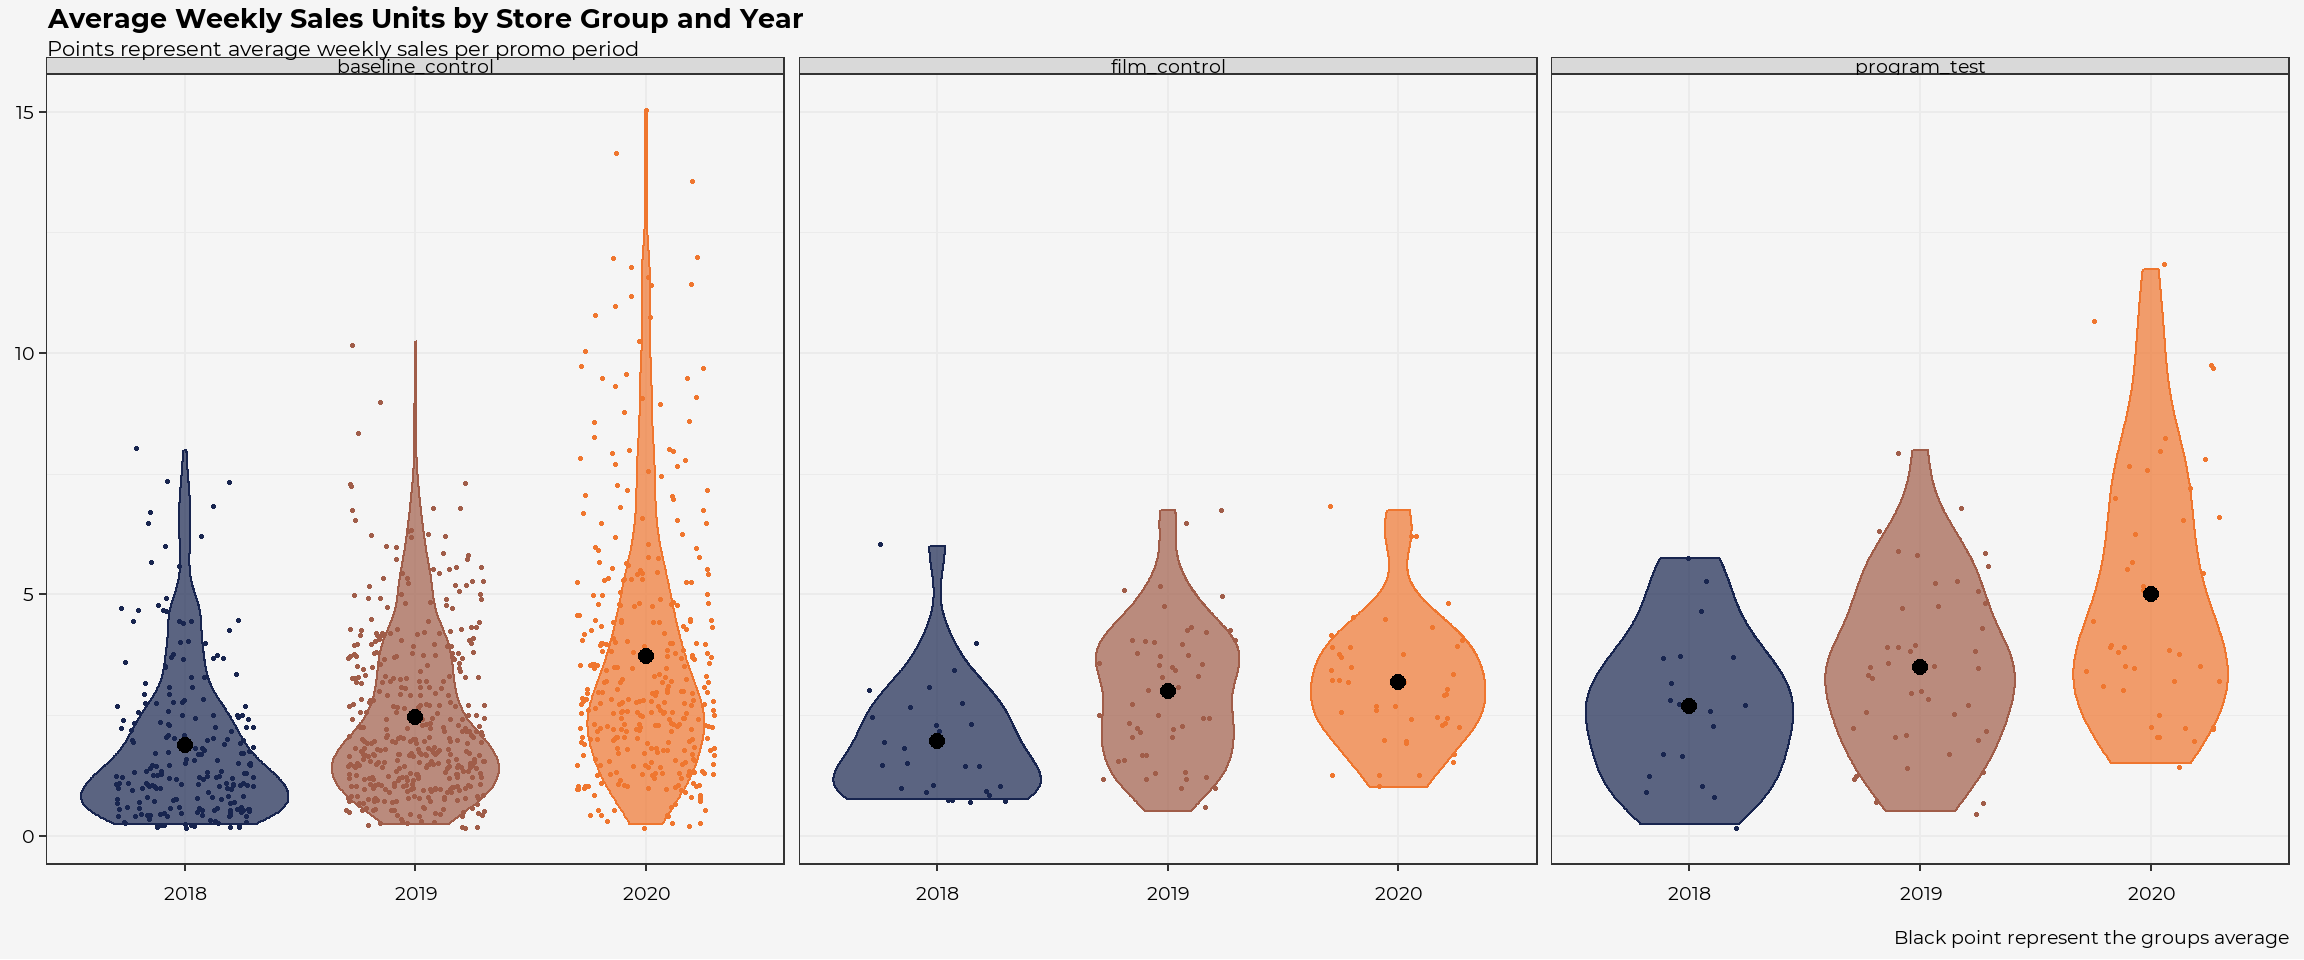 Average Weekly Sales Units by Store Group and Year
Points represent average weekly sales per promo period
baseline_control
film_control
program_test
15
10
5
0
2018 2019 2020
2018 2019 2020
2018 2019 2020
Black point represent the groups average